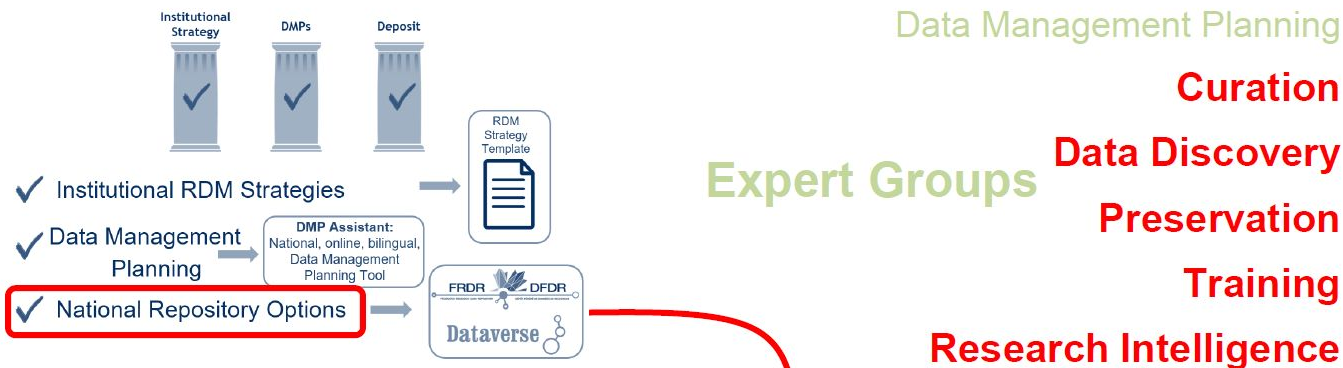 Institutional
Strategy
DMPs
Deposit
RDM
Strategy
Template
Institutional RDM Strategies
Data Management
Planning
DMP Assistant:
National, online, bilingual,
Data Management
Planning Tool
National Repository Options
FRDR
DFDR
Dataverse
Expert Groups
Data Management Planning
Curation
Data Discovery
Preservation
Training
Research Intelligence